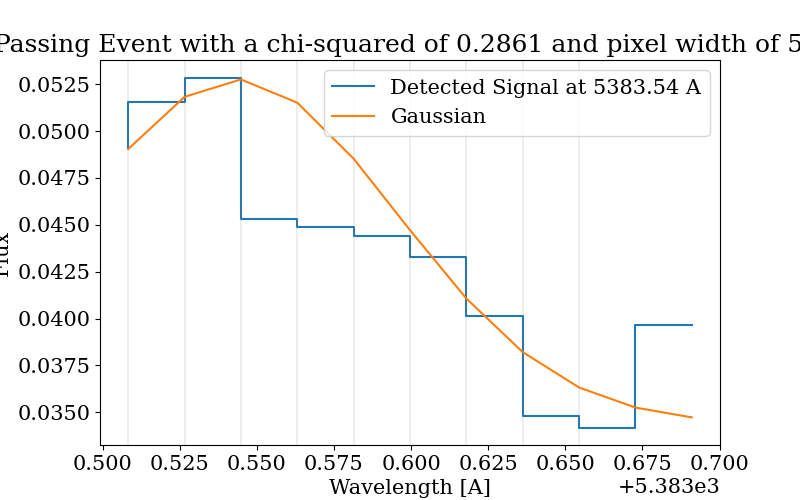 Passing Event with a chi-squared of 0.2861 and pixel width of 5
Detected Signal at 5383.54 A
Gaussian
0.0525
0.0500
0.0475
0.0450
0.0425
0.0400
0.0375
0.0350
Flux
0.500 0.525 0.550 0.575 0.600 0.625 0.650 0.675 0.700
+5.383e3
Wavelength [A]